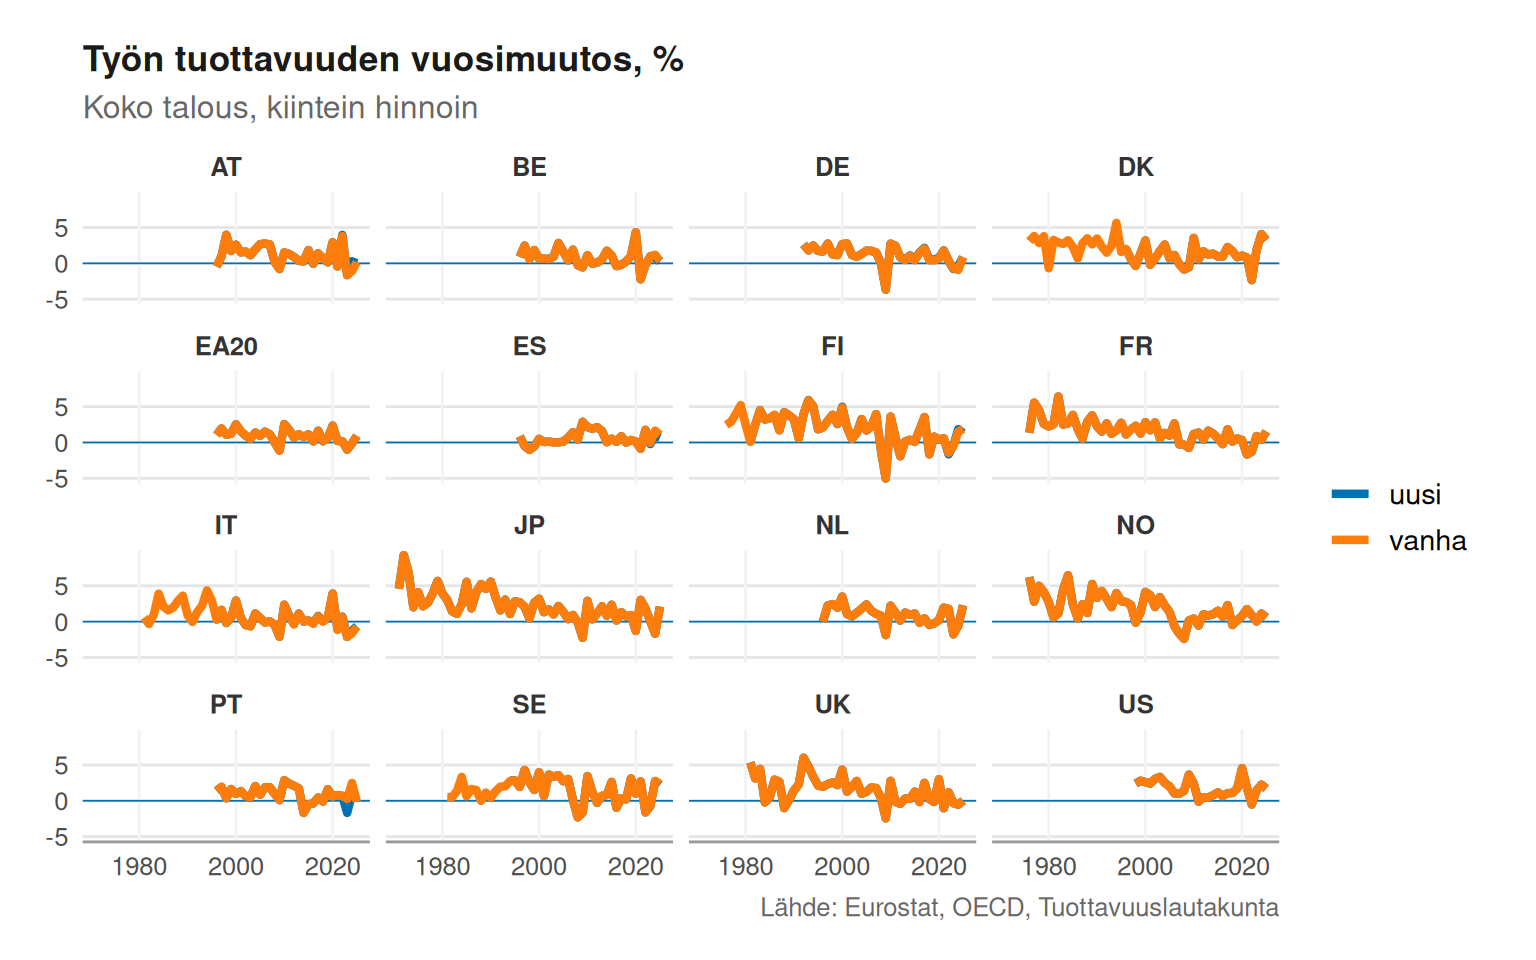 Työn tuottavuuden vuosimuutos, %
Koko talous, kiintein hinnoin
AT BE DE DK
5
0
-5
EA20 ES FI FR
5
0
-5
uusi
vanha
IT JP NL NO
5
0
-5
PT SE UK US
5
0
-5
1980 2000 2020 1980 2000 2020 1980 2000 2020 1980 2000 2020
Lähde: Eurostat, OECD, Tuottavuuslautakunta